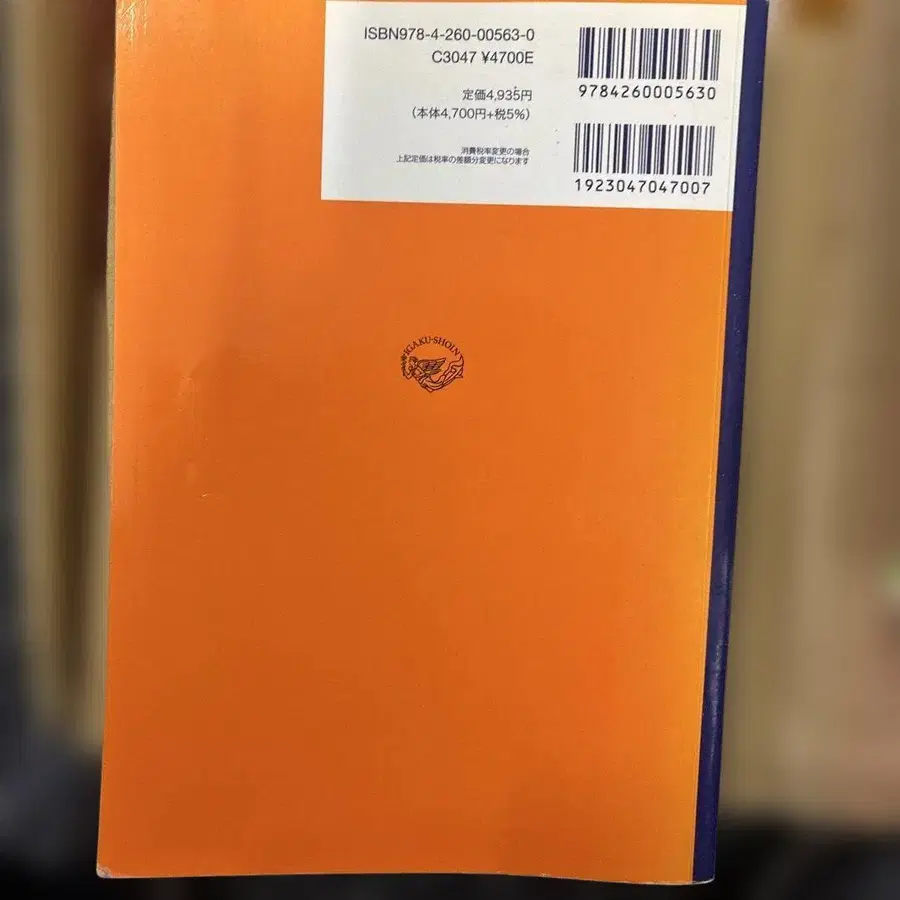 ISBN978-4-260-00563-0
C3047 ¥4700E
定価4,935円
(本体4,700円+税5%)
消費税率変更の場合
上記定価は税率の差額分変更になります
9784260005630
1923047047007
IGAKU-SHOIN